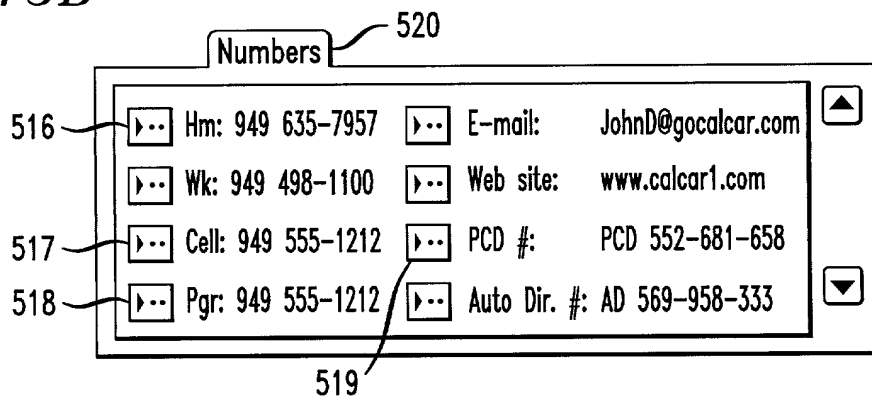 520
Numbers
516 Hm: 949 635-7957 E-mail: JohnD@gocalcar.com
Wk: 949 498-1100 Web site: www.calcar1.com
517 Cell: 949 555-1212 PCD #: PCD 552-681-658
518 Pgr: 949 555-1212 Auto Dir. #: AD 569-958-333
519